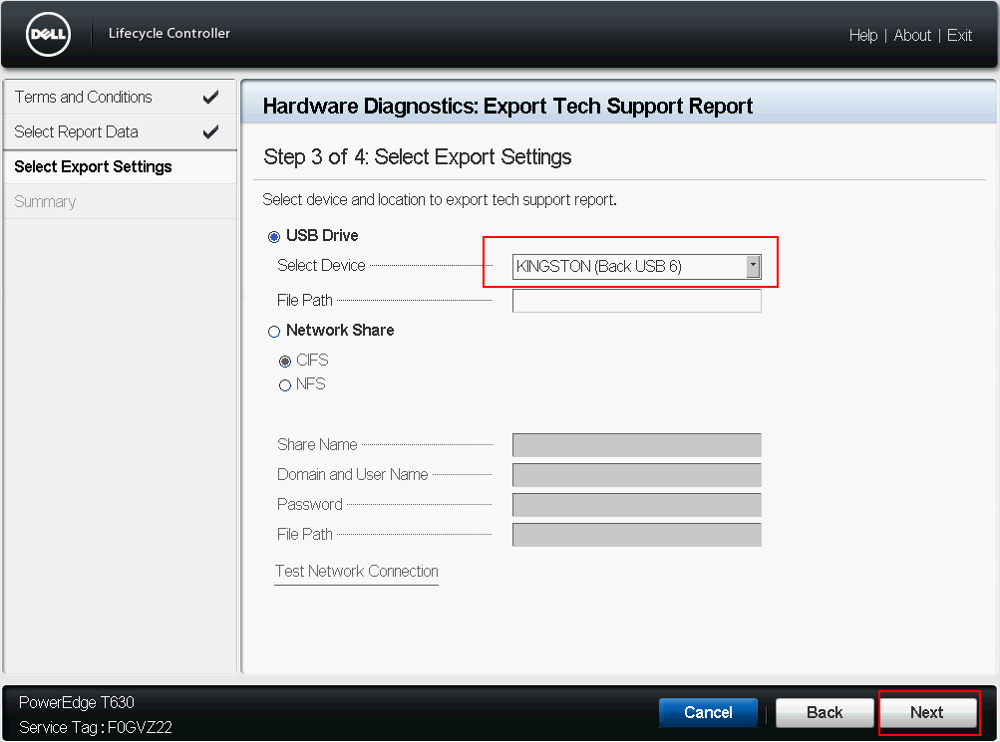 DELL
Lifecycle Controller
Help | About | Exit
Terms and Conditions
Select Report Data
Select Export Settings
Summary
Hardware Diagnostics: Export Tech Support Report
Step 3 of 4: Select Export Settings
Select device and location to export tech support report.
USB Drive
Select Device
KINGSTON (Back USB 6)
File Path
Network Share
CIFS
NFS
Share Name
Domain and User Name
Password
File Path
Test Network Connection
PowerEdge T630
Service Tag : F0GVZ22
Cancel
Back
Next